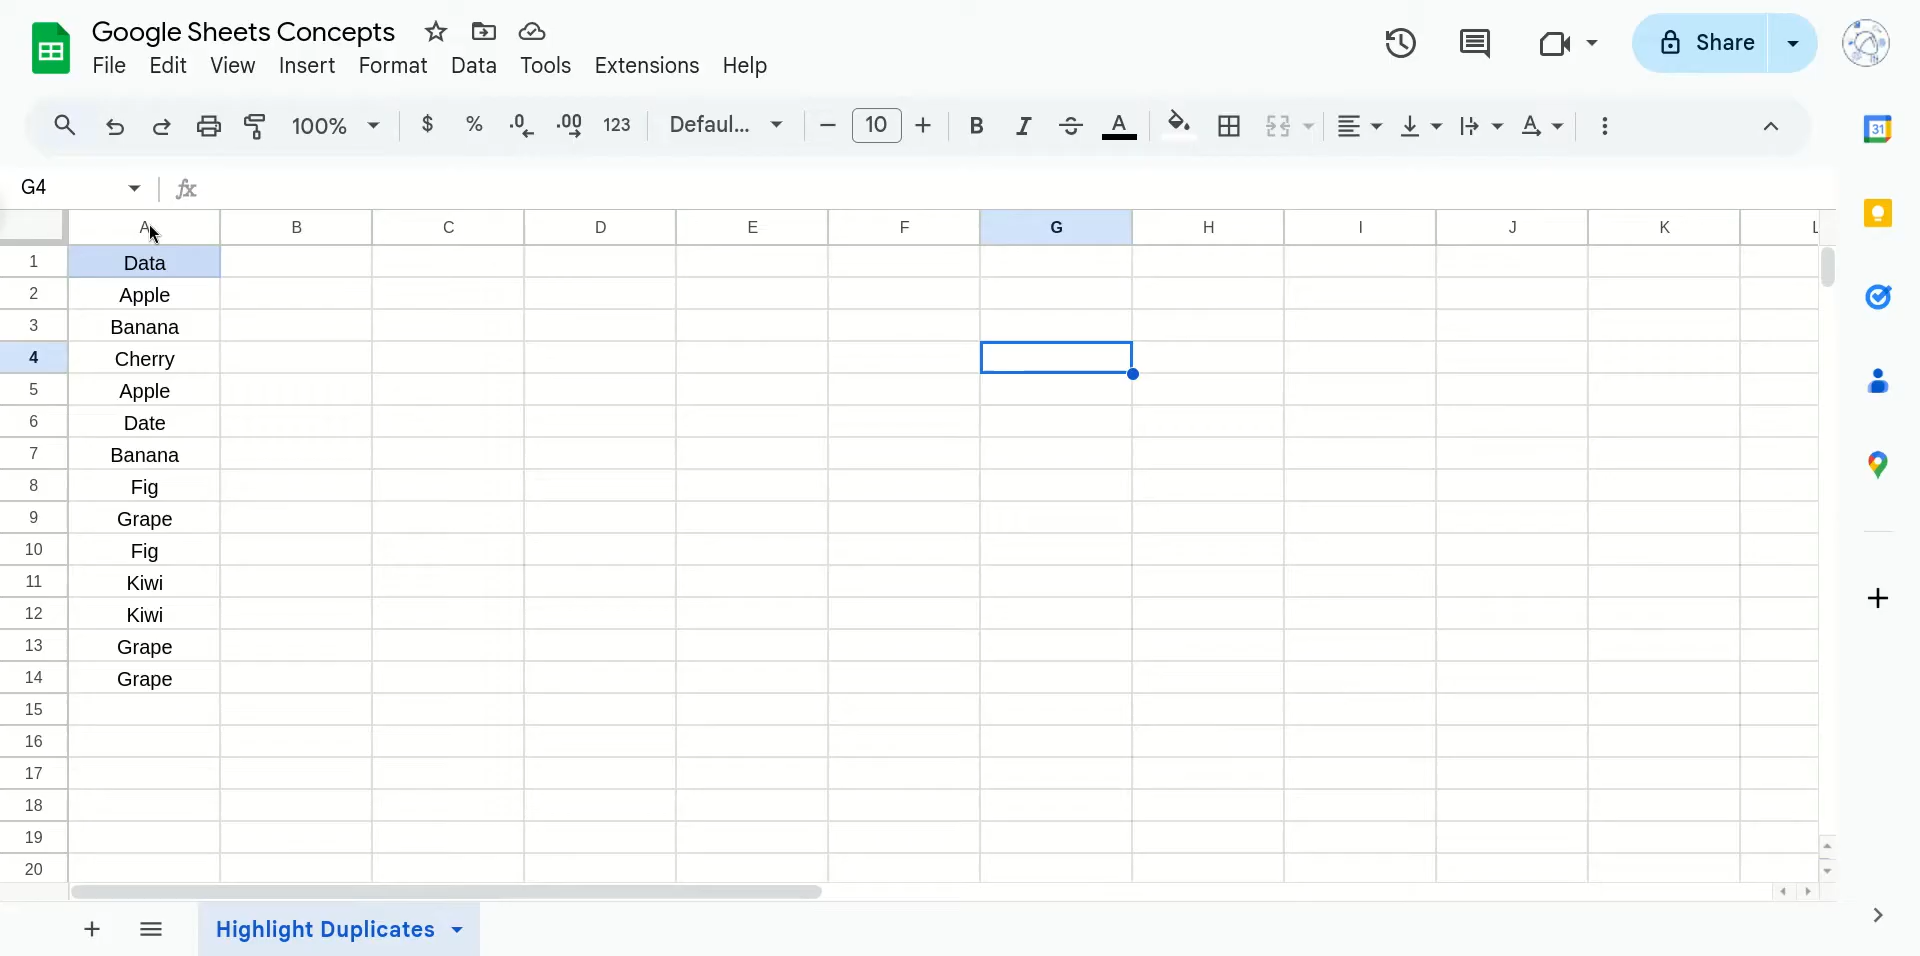 Google Sheets Concepts
File Edit View Insert Format Data Tools Extensions Help
Share
100% $ % .0 .00 123 Defaul... 10 B I A A
31
G4 fx
A B C D E F G H I J K L
1 Data
2 Apple
3 Banana
4 Cherry
5 Apple
6 Date
7 Banana
8 Fig
9 Grape
10 Fig
11 Kiwi
12 Kiwi
13 Grape
14 Grape
15
16
17
18
19
20
Highlight Duplicates